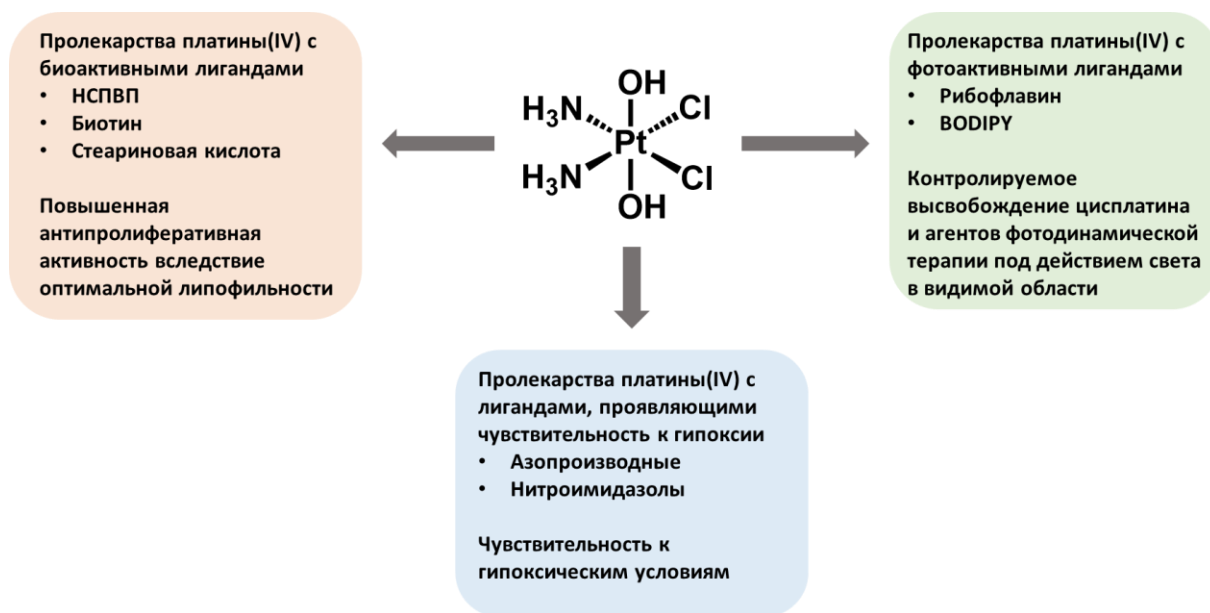 Пролекарства платины(IV) с
биоактивными лигандами
• НСПВП
• Биотин
• Стеариновая кислота
Повышенная
антипролиферативная
активность вследствие
оптимальной липофильности
OH
H₃N Cl
Pt
H₃N Cl
OH
Пролекарства платины(IV) с
фотоактивными лигандами
• Рибофлавин
• BODIPY
Контролируемое
высвобождение цисплатина
и агентов фотодинамической
терапии под действием света
в видимой области
Пролекарства платины(IV) с
лигандами, проявляющими
чувствительность к гипоксии
• Азопроизводные
• Нитроимидазолы
Чувствительность к
гипоксическим условиям